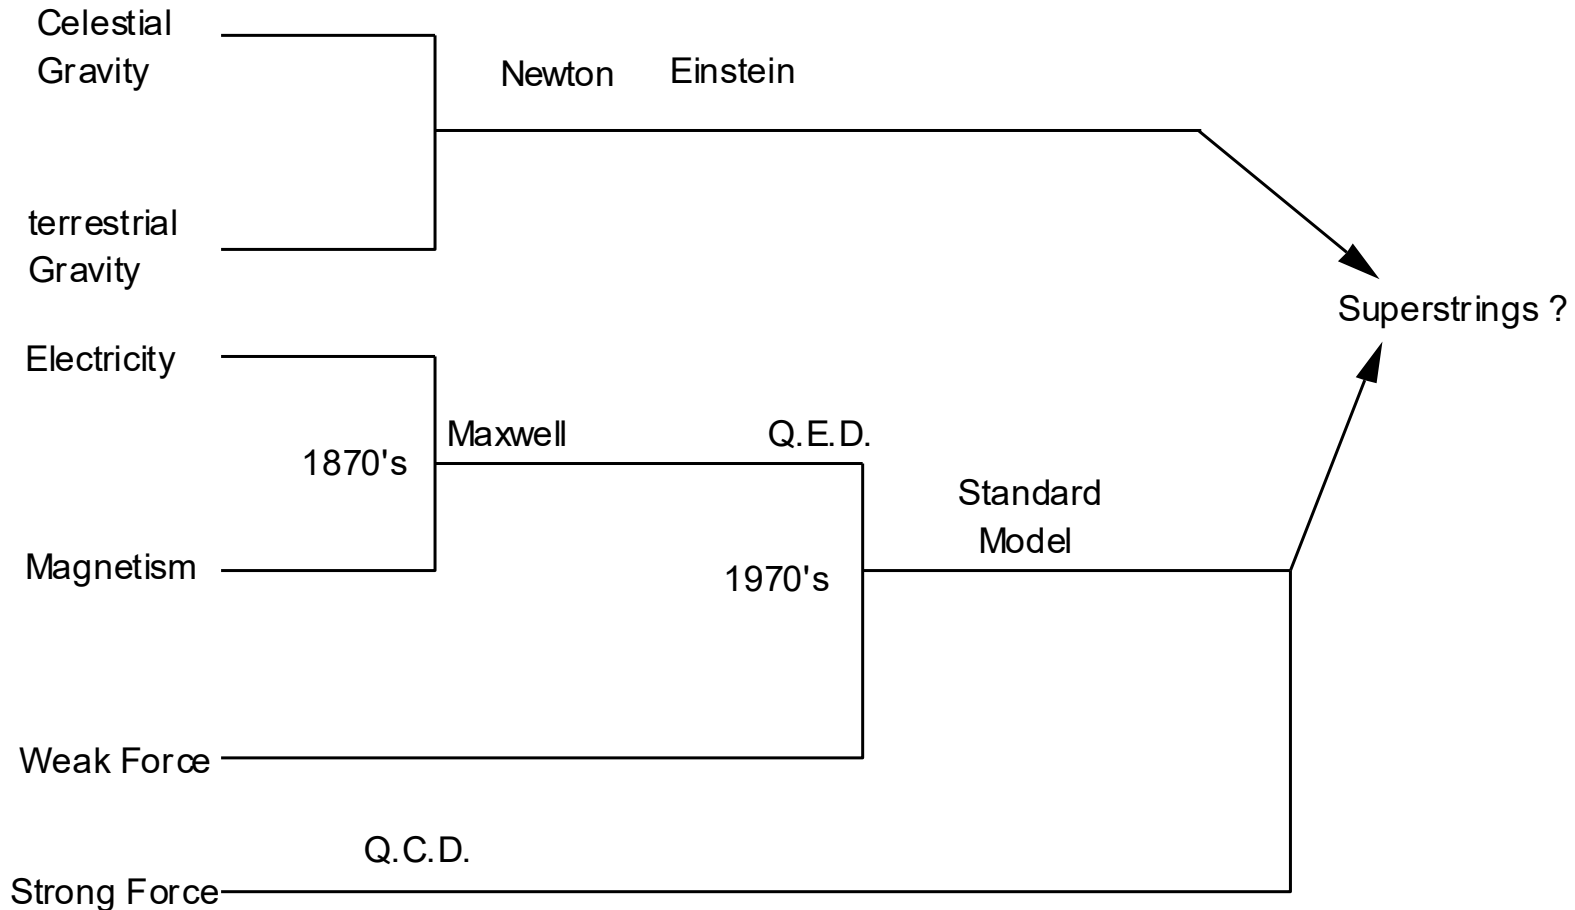 Celestial
Gravity
Newton
Einstein
terrestrial
Gravity
Superstrings ?
Electricity
Maxwell
Q.E.D.
1870's
Standard
Model
Magnetism
1970's
Weak Force
Q.C.D.
Strong Force